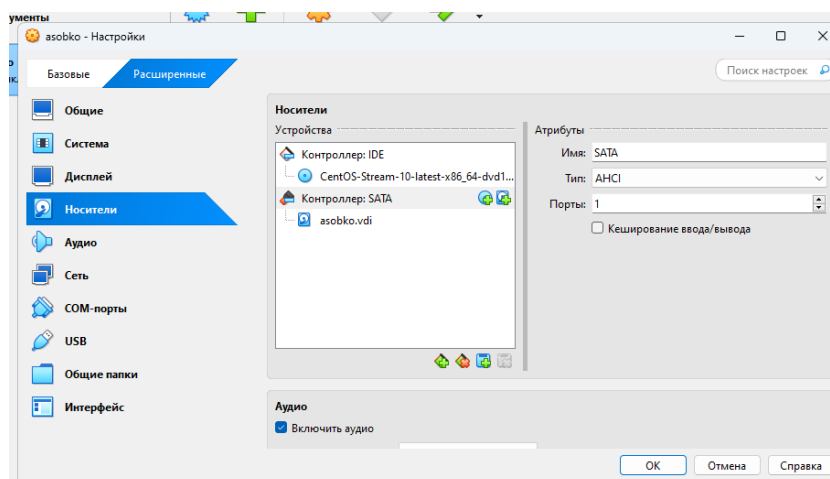 ументы
asobko - Настройки
Базовые
Расширенные
Поиск настроек
Общие
Система
Дисплей
Носители
Аудио
Сеть
COM-порты
USB
Общие папки
Интерфейс
Носители
Устройства
Контроллер: IDE
CentOS-Stream-10-latest-x86_64-dvd1...
Контроллер: SATA
asobko.vdi
Атрибуты
Имя: SATA
Тип: AHCI
Порты: 1
Кеширование ввода/вывода
Аудио
Включить аудио
OK Отмена Справка